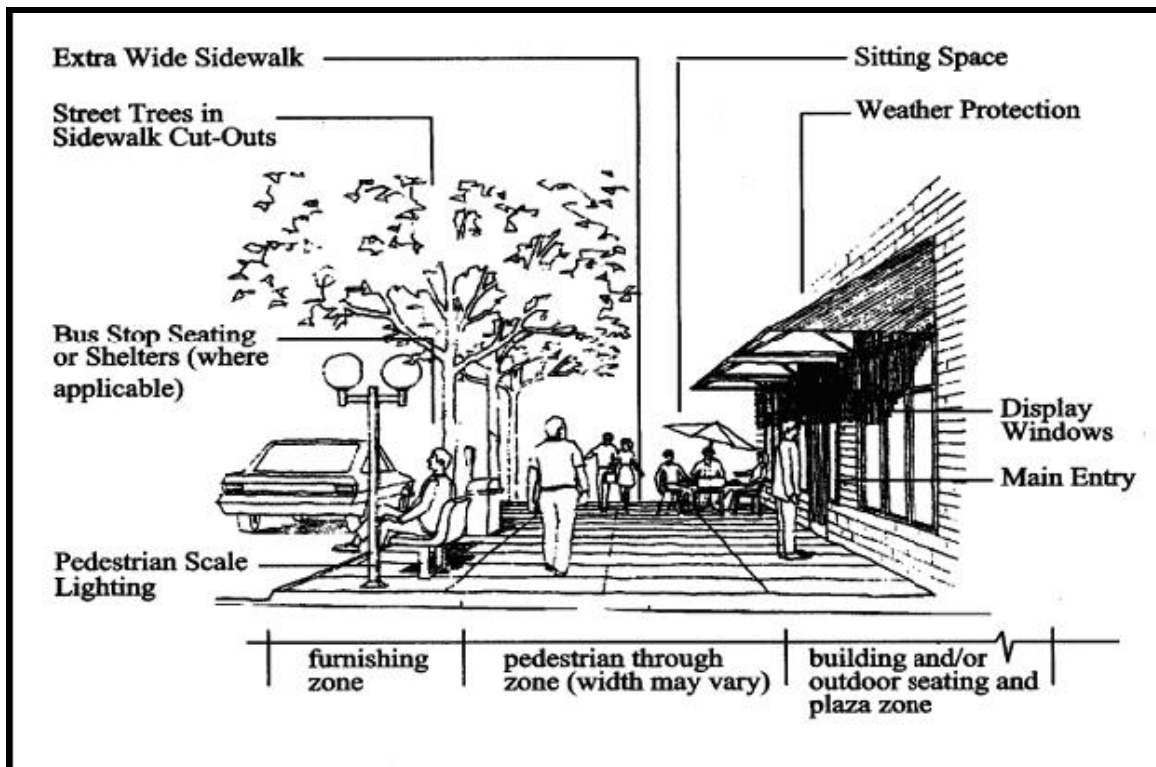 Extra Wide Sidewalk
Street Trees in
Sidewalk Cut-Outs
Bus Stop Seating
or Shelters (where
applicable)
Pedestrian Scale
Lighting
Sitting Space
Weather Protection
Display
Windows
Main Entry
furnishing
zone
pedestrian through
zone (width may vary)
building and/or
outdoor seating and
plaza zone